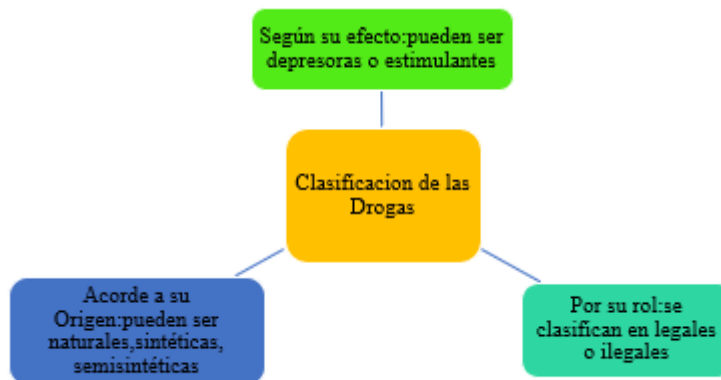 Según su efecto:pueden ser
depresoras o estimulantes
Clasificacion de las
Drogas
Acorde a su
Origen:pueden ser
naturales,sintéticas,
semisintéticas
Por su rol:se
clasifican en legales
o ilegales